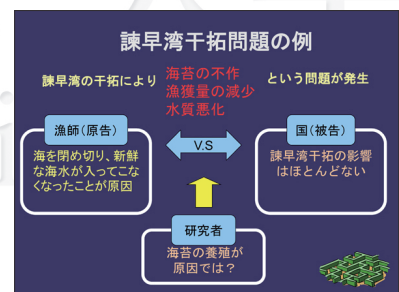 諫早湾干拓問題の例
諫早湾の干拓により
海苔の不作
漁獲量の減少
水質悪化
という問題が発生
漁師(原告)
海を閉め切り、新鮮
な海水が入ってこな
くなったことが原因
V.S
国(被告)
諫早湾干拓の影響
はほとんどない
研究者
海苔の養殖が
原因では？